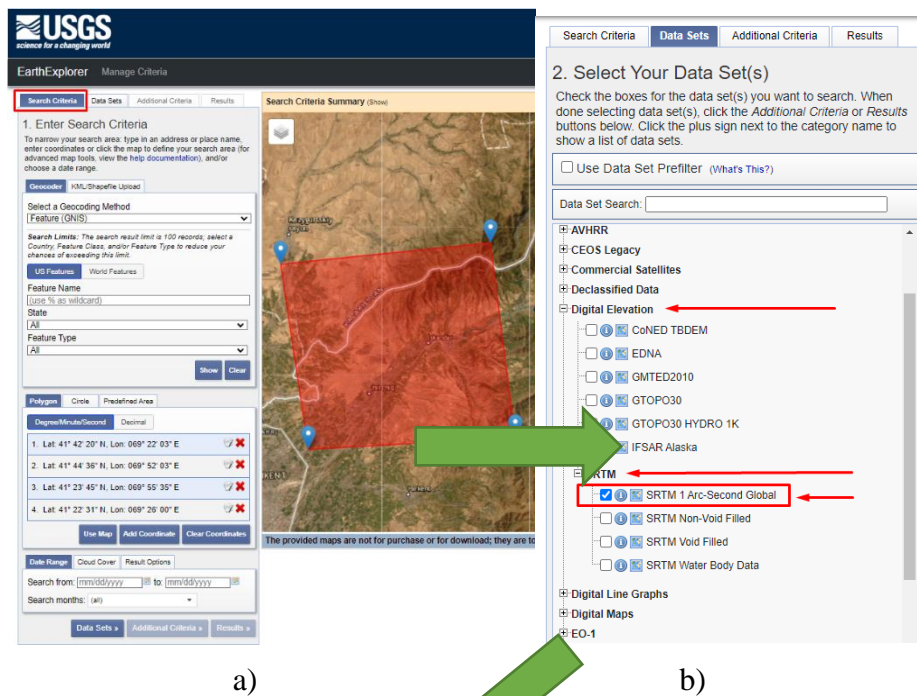 USGS
science for a changing world
EarthExplorer Manage Criteria
Search Criteria Data Sets Additional Criteria Results
1. Enter Search Criteria
To narrow your search area: type in an address or place name,
enter coordinates or click the map to define your search area (for
advanced map tools, view the help documentation), and/or
choose a date range.
Geocoder KML/Shapefile Upload
Select a Geocoding Method
Feature (GNIS)
Search Limits: The search result limit is 100 records; select a
Country, Feature Class, and/or Feature Type to reduce your
chances of exceeding this limit.
US Features World Features
Feature Name
(use % as wildcard)
State
All
Feature Type
All
Show Clear
Polygon Circle Predefined Area
Degree/Minute/Second Decimal
1. Lat: 41° 42' 20" N, Lon: 069° 22' 03" E
2. Lat: 41° 44' 36" N, Lon: 069° 52' 03" E
3. Lat: 41° 23' 45" N, Lon: 069° 55' 35" E
4. Lat: 41° 22' 31" N, Lon: 069° 26' 00" E
Use Map Add Coordinate Clear Coordinates
Date Range Cloud Cover Result Options
Search from: mm/dd/yyyy to: mm/dd/yyyy
Search months: (all)
Data Sets » Additional Criteria » Results »
Search Criteria Summary (Show)
The provided maps are not for purchase or for download; they are to
a)
Search Criteria Data Sets Additional Criteria Results
2. Select Your Data Set(s)
Check the boxes for the data set(s) you want to search. When
done selecting data set(s), click the Additional Criteria or Results
buttons below. Click the plus sign next to the category name to
show a list of data sets.
Use Data Set Prefilter (What's This?)
Data Set Search:
AVHRR
CEOS Legacy
Commercial Satellites
Declassified Data
Digital Elevation
CoNED TBDEM
EDNA
GMTED2010
GTOPO30
GTOPO30 HYDRO 1K
IFSAR Alaska
SRTM
SRTM 1 Arc-Second Global
SRTM Non-Void Filled
SRTM Void Filled
SRTM Water Body Data
Digital Line Graphs
Digital Maps
EO-1
b)